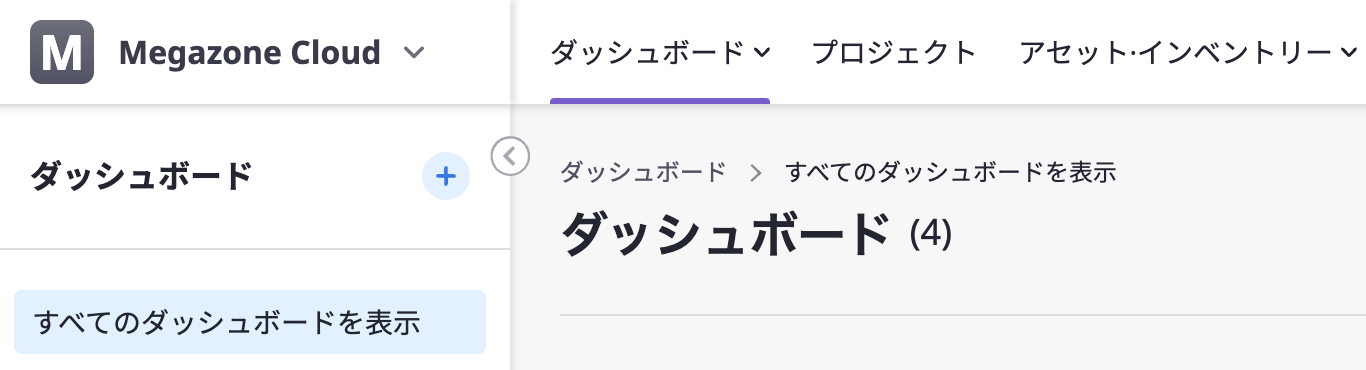 M Megazone Cloud
ダッシュボード プロジェクト アセット·インベントリー
ダッシュボード +
すべてのダッシュボードを表示
ダッシュボード > すべてのダッシュボードを表示
ダッシュボード (4)